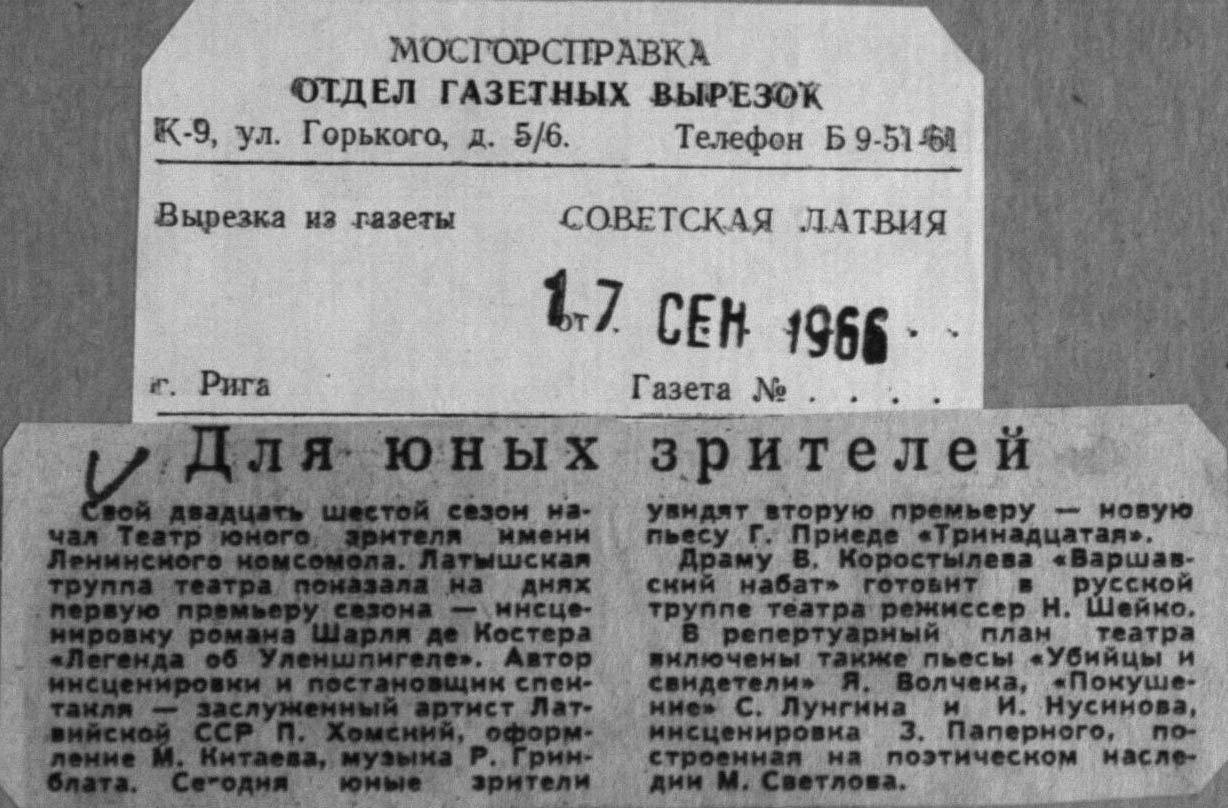 МОСГОРСПРАВКА
ОТДЕЛ ГАЗЕТНЫХ ВЫРЕЗОК
К-9, ул. Горького, д. 5/6. Телефон Б 9-51-61
Вырезка из газеты СОВЕТСКАЯ ЛАТВИЯ
от 17 СЕН 1966 . .
г. Рига Газета № . . . .
Для юных зрителей
Свой двадцать шестой сезон на-
чал Театр юного зрителя имени
Ленинского комсомола. Латышская
труппа театра показала на днях
первую премьеру сезона — инсце-
нировку романа Шарля де Костера
«Легенда об Уленшпигеле». Автор
инсценировки и постановщик спек-
такля — заслуженный артист Лат-
вийской ССР П. Хомский, оформ-
ление М. Китаева, музыка Р. Грин-
блата. Сегодня юные зрители
увидят вторую премьеру — новую
пьесу Г. Приеде «Тринадцатая».
Драму В. Коростылева «Варшав-
ский набат» готовит в русской
труппе театра режиссер Н. Шейко.
В репертуарный план театра
включены также пьесы «Убийцы и
свидетели» Я. Волчека, «Покуше-
ние» С. Лунгина и И. Нусинова,
инсценировка З. Паперного, по-
строенная на поэтическом насле-
дии М. Светлова.